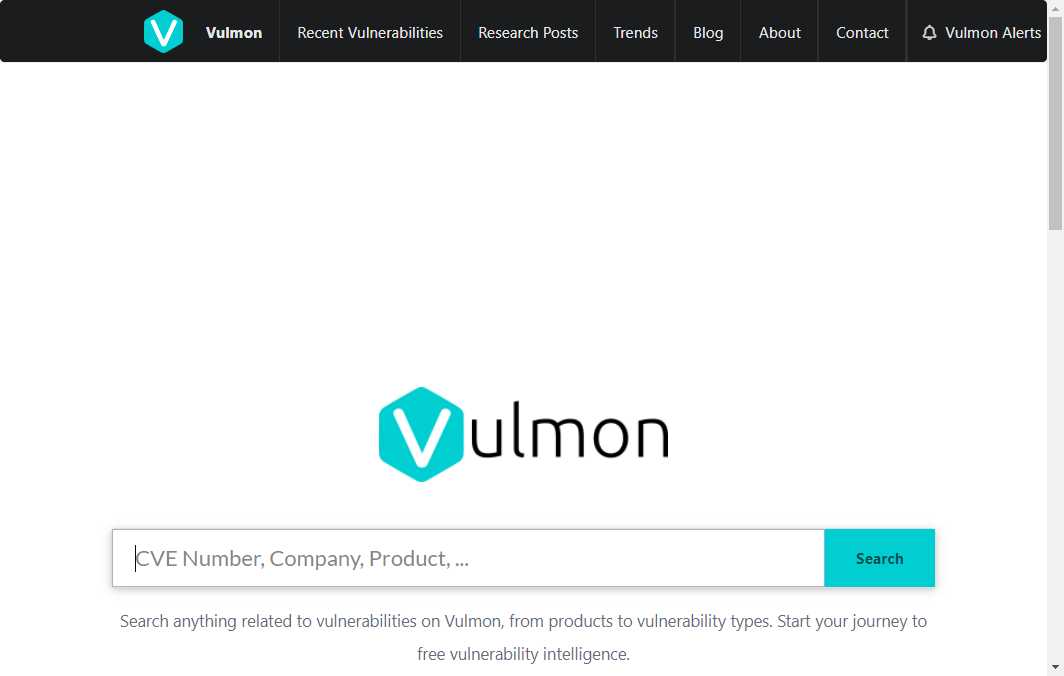 Vulmon Recent Vulnerabilities Research Posts Trends Blog About Contact Vulmon Alerts
Vulmon
CVE Number, Company, Product, ... Search
Search anything related to vulnerabilities on Vulmon, from products to vulnerability types. Start your journey to
free vulnerability intelligence.